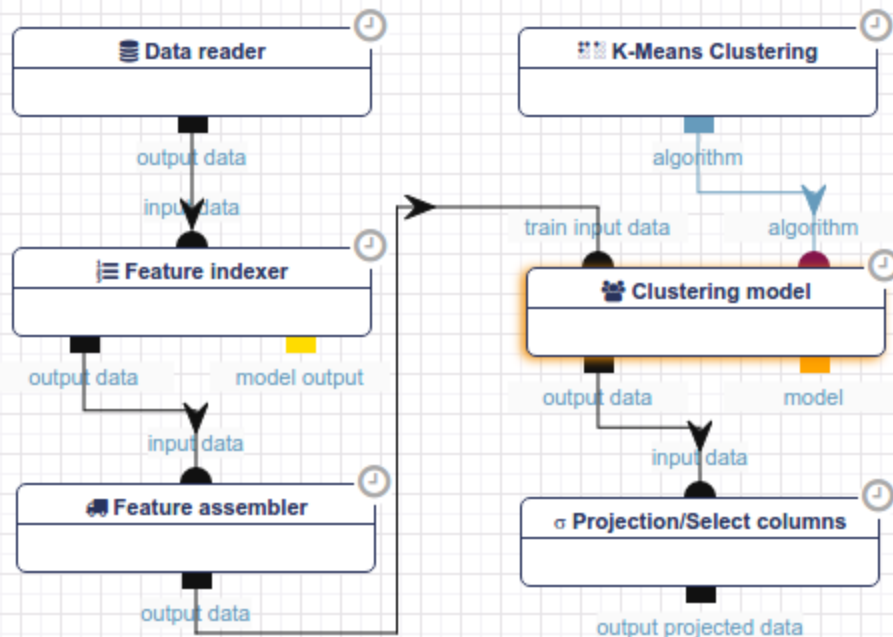 Data reader
output data
input data
Feature indexer
output data
model output
input data
Feature assembler
output data
K-Means Clustering
algorithm
train input data
algorithm
Clustering model
output data
model
input data
σ Projection/Select columns
output projected data